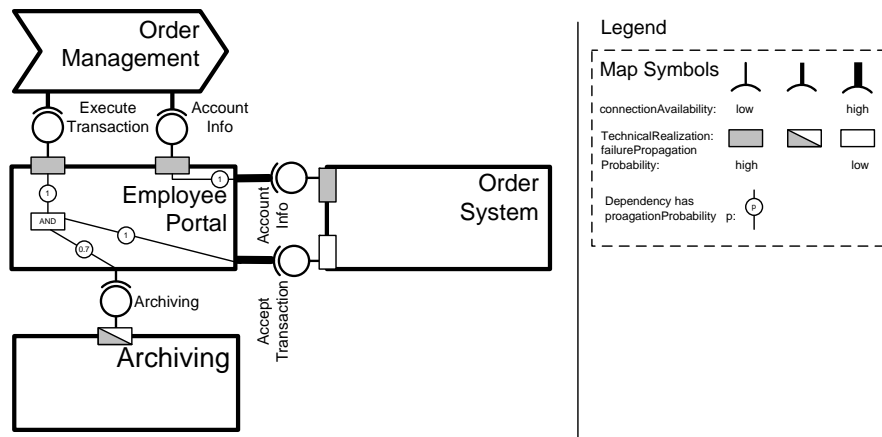 Order
Management
Execute
Transaction
Account
Info
1
1
Employee
Portal
AND
1
0.7
Account
Info
Accept
Transaction
Order
System
Archiving
Archiving
Legend
Map Symbols
connectionAvailability:
low
high
TechnicalRealization:
failurePropagation
Probability:
high
low
Dependency has
proagationProbability p:
p